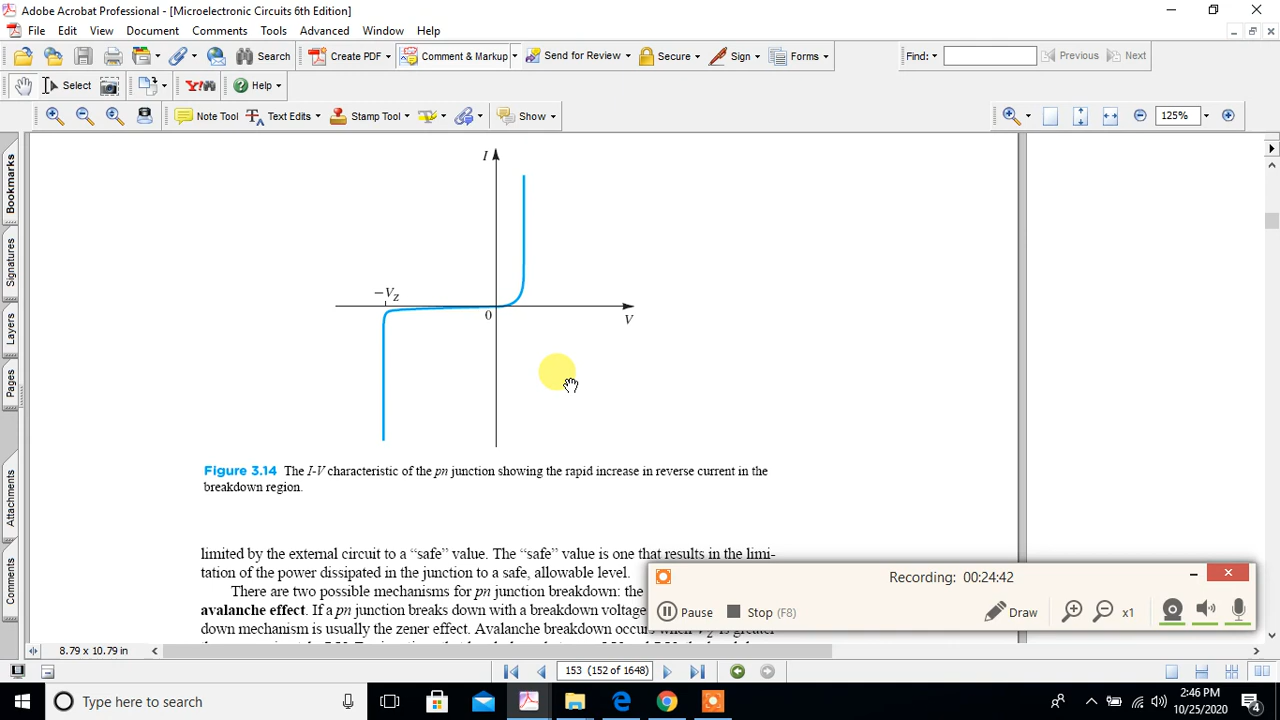 Adobe Acrobat Professional - [Microelectronic Circuits 6th Edition]
File Edit View Document Comments Tools Advanced Window Help
Search Create PDF Comment & Markup Send for Review Secure Sign Forms Find: Previous Next
Select Y! Help
Note Tool Text Edits Stamp Tool Show 125%
Bookmarks
Signatures
Layers
Pages
Attachments
Comments
I
−VZ
0
V
Figure 3.14 The I-V characteristic of the pn junction showing the rapid increase in reverse current in the
breakdown region.
limited by the external circuit to a “safe” value. The “safe” value is one that results in the limi-
tation of the power dissipated in the junction to a safe, allowable level.
There are two possible mechanisms for pn junction breakdown: the
avalanche effect. If a pn junction breaks down with a breakdown voltage
down mechanism is usually the zener effect. Avalanche breakdown occurs when VZ is greater
Recording: 00:24:42
Pause Stop (F8) Draw x1
8.79 x 10.79 in
153 (152 of 1648)
Type here to search
2:46 PM
10/25/2020
4